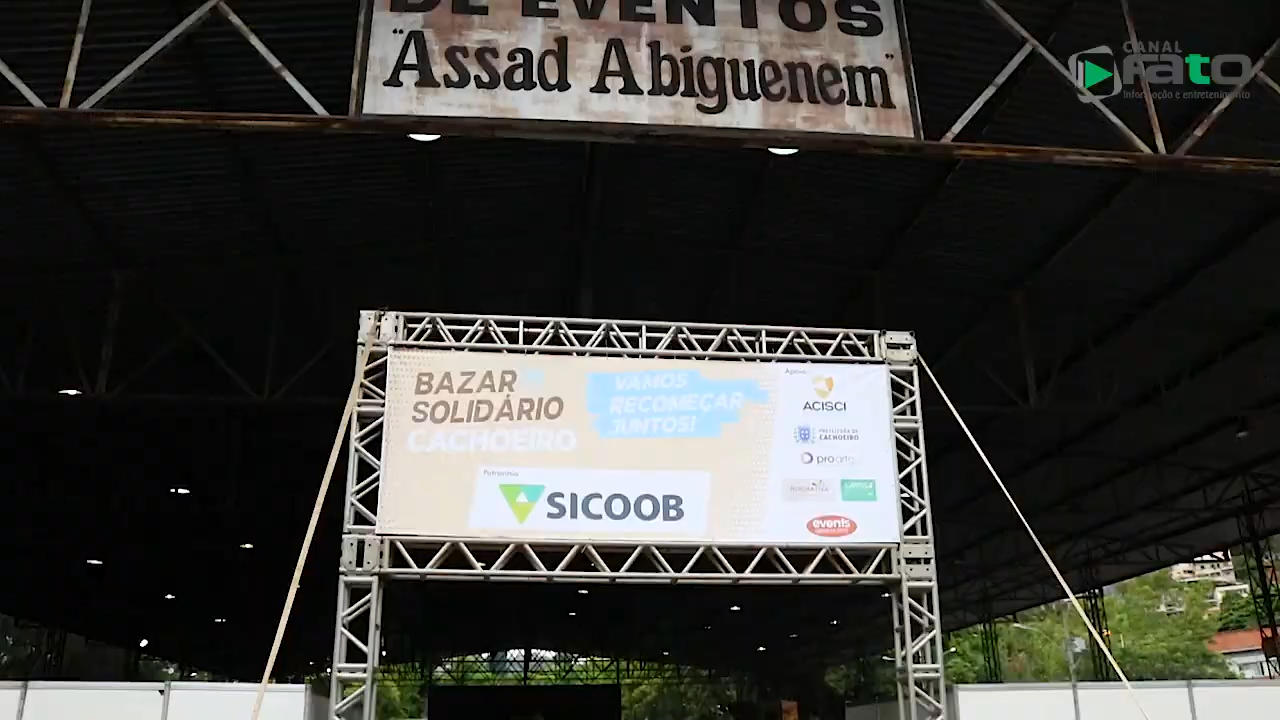 DE EVENTOS
"Assad Abiguenem"
CANAL
fato
Informação e entretenimento
BAZAR
SOLIDÁRIO
CACHOEIRO
VAMOS
RECOMEÇAR
JUNTOS!
Patrocínio
SICOOB
Apoio
ACISCI
PREFEITURA DE
CACHOEIRO
proarte
events